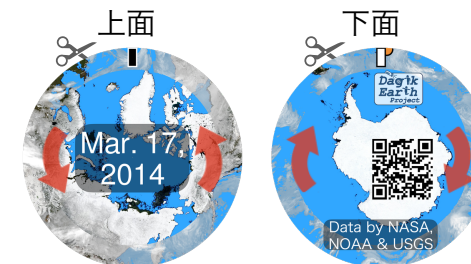 上面
下面
Mar. 17,
2014
Dagik
Earth
Project
Data by NASA,
NOAA & USGS